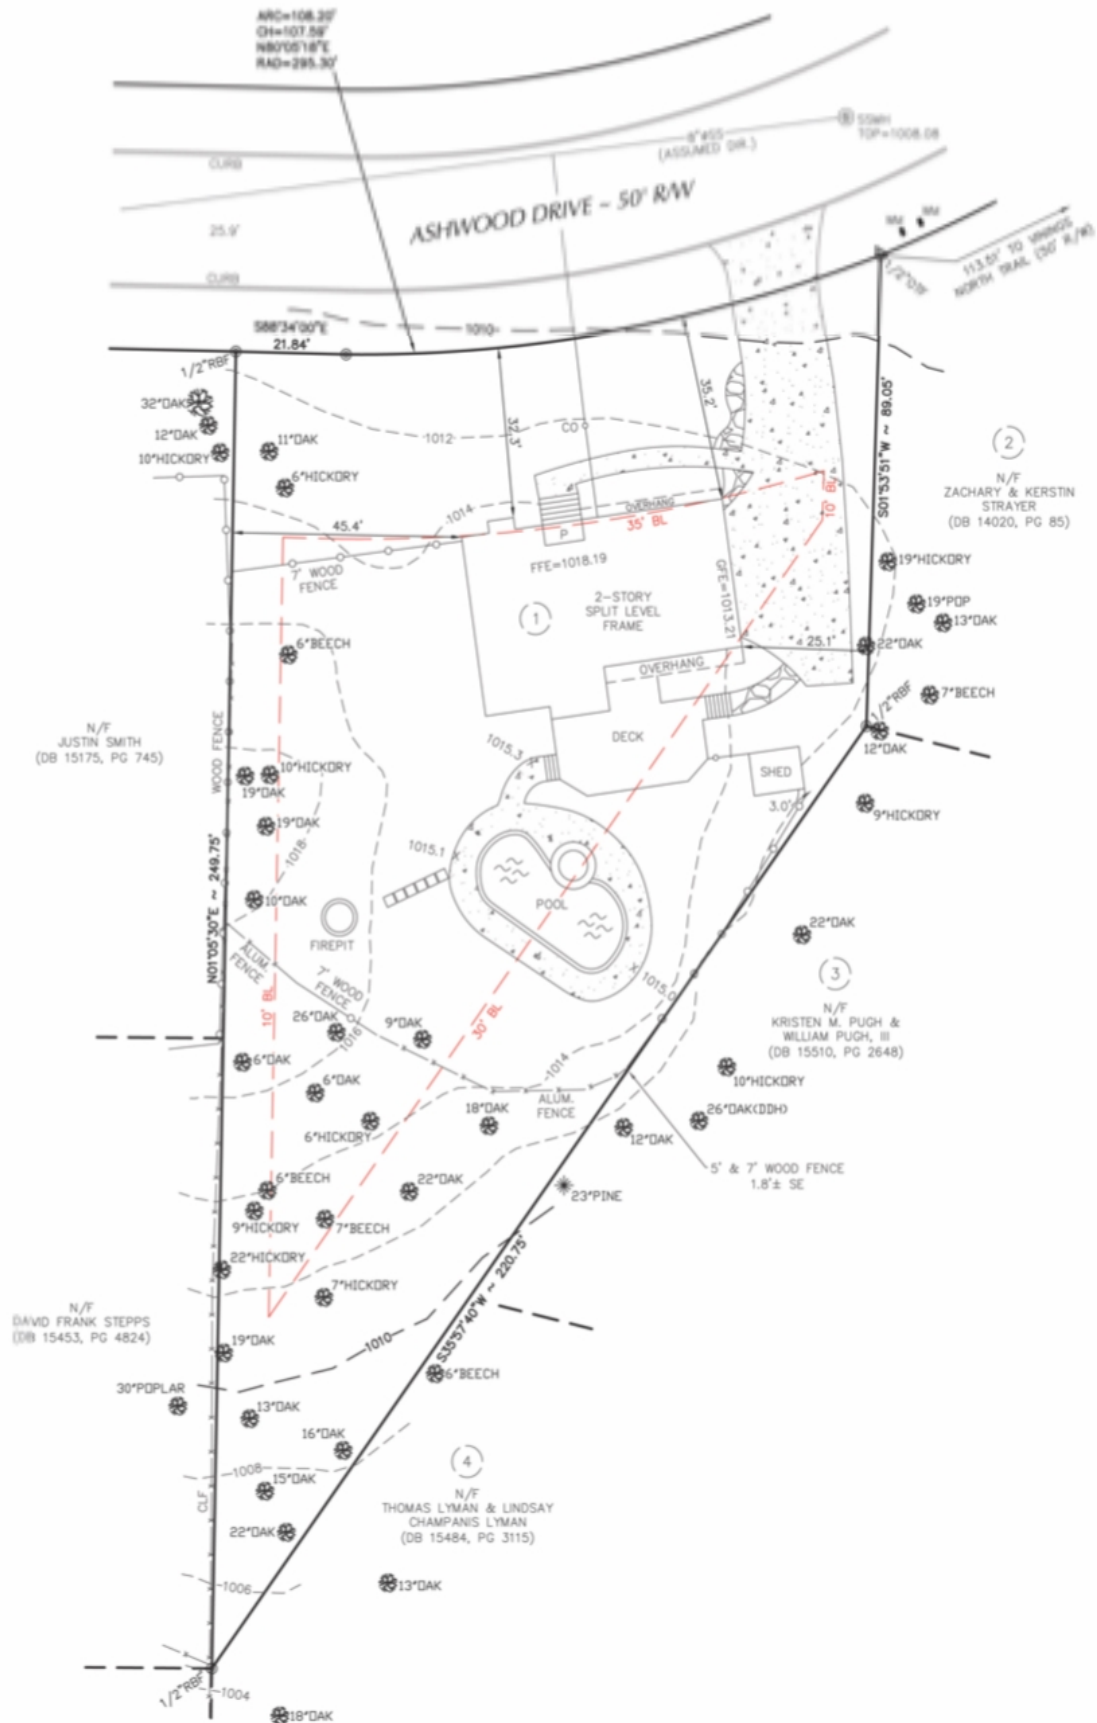 ARC=108.20'
CH=107.59'
N80°05'18"E
RAD=295.30'
SSMH
TOP=1008.08
8"ϕSS
(ASSUMED DIR.)
CURB
25.9'
ASHWOOD DRIVE ~ 50' R/W
CURB
MM
MM
113.51' TO VININGS
NORTH TRAIL (50' R/W)
1/2"OTF
S88°34'00"E
21.84'
1010
1/2"RBF
32"OAK
12"OAK
10"HICKORY
11"OAK
6"HICKORY
1012
CO
32.3'
35.2'
S01°53'51"W ~ 89.05'
2
N/F
ZACHARY & KERSTIN
STRAYER
(DB 14020, PG 85)
1014
45.4'
OVERHANG
35' BL
10' BL
P
FFE=1018.19
7' WOOD
FENCE
1
2-STORY
SPLIT LEVEL
FRAME
GFE=1013.21
19"HICKORY
19"POP
13"OAK
22"OAK
25.1'
6"BEECH
OVERHANG
7"BEECH
1/2"RBF
12"OAK
N/F
JUSTIN SMITH
(DB 15175, PG 745)
WOOD FENCE
DECK
1015.3 X
SHED
3.0'
10"HICKORY
19"OAK
19"OAK
9"HICKORY
1018
1015.1 X
N01°05'30"E ~ 249.75'
10"OAK
POOL
FIREPIT
22"OAK
ALUM.
FENCE
7' WOOD
FENCE
X 1015.0
3
N/F
KRISTEN M. PUGH &
WILLIAM PUGH, III
(DB 15510, PG 2648)
10' BL
30' BL
26"OAK
9"OAK
1016
6"OAK
6"OAK
1014
10"HICKORY
ALUM.
FENCE
18"OAK
26"OAK(DDH)
12"OAK
6"HICKORY
5' & 7' WOOD FENCE
1.8'± SE
6"BEECH
22"OAK
23"PINE
9"HICKORY
7"BEECH
22"HICKORY
7"HICKORY
S35°57'40"W ~ 220.75'
N/F
DAVID FRANK STEPPS
(DB 15453, PG 4824)
19"OAK
1010
6"BEECH
30"POPLAR
13"OAK
16"OAK
1008
15"OAK
CLF
4
N/F
THOMAS LYMAN & LINDSAY
CHAMPANIS LYMAN
(DB 15484, PG 3115)
22"OAK
1006
13"OAK
1/2"RBF
1004
18"OAK